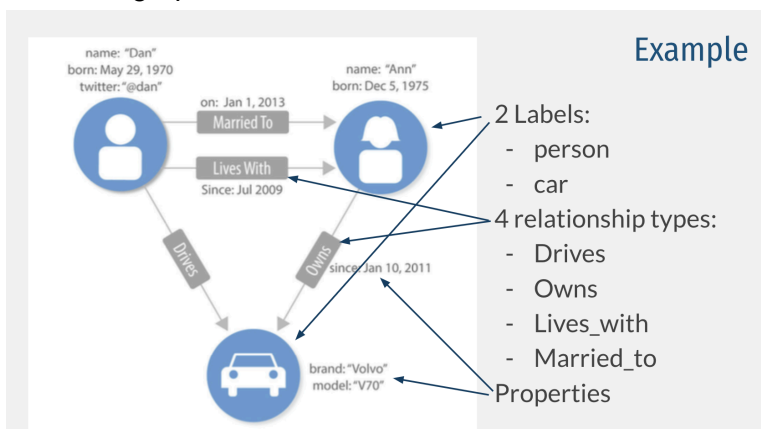 Example
name: "Dan"
born: May 29, 1970
twitter: "@dan"
name: "Ann"
born: Dec 5, 1975
on: Jan 1, 2013
Married To
Lives With
Since: Jul 2009
Drives
Owns
since: Jan 10, 2011
brand: "Volvo"
model: "V70"
2 Labels:
- person
- car
4 relationship types:
- Drives
- Owns
- Lives_with
- Married_to
Properties